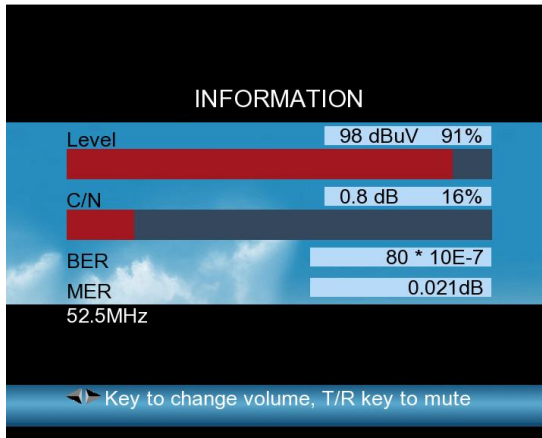 INFORMATION
Level 98 dBuV 91%
C/N 0.8 dB 16%
BER 80 * 10E-7
MER 0.021dB
52.5MHz
Key to change volume, T/R key to mute